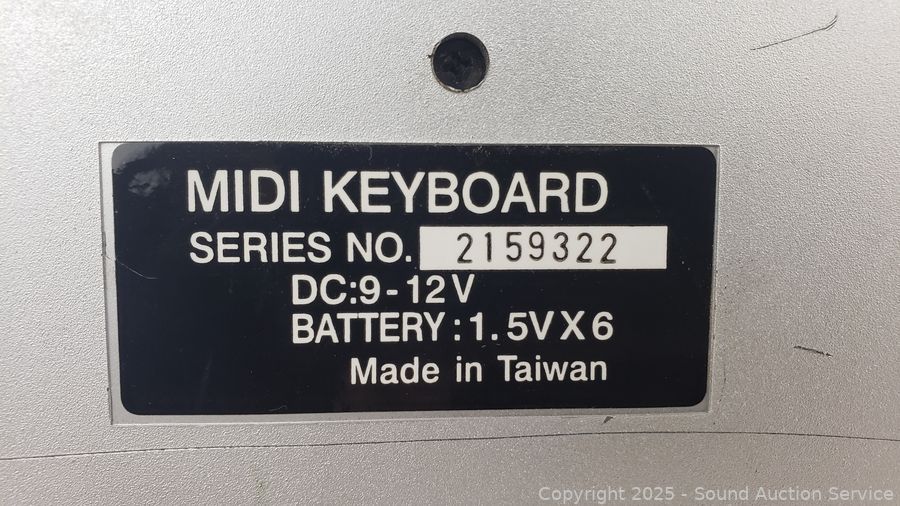 MIDI KEYBOARD
SERIES NO. 2159322
DC:9-12V
BATTERY:1.5VX6
Made in Taiwan
Copyright 2025 - Sound Auction Service